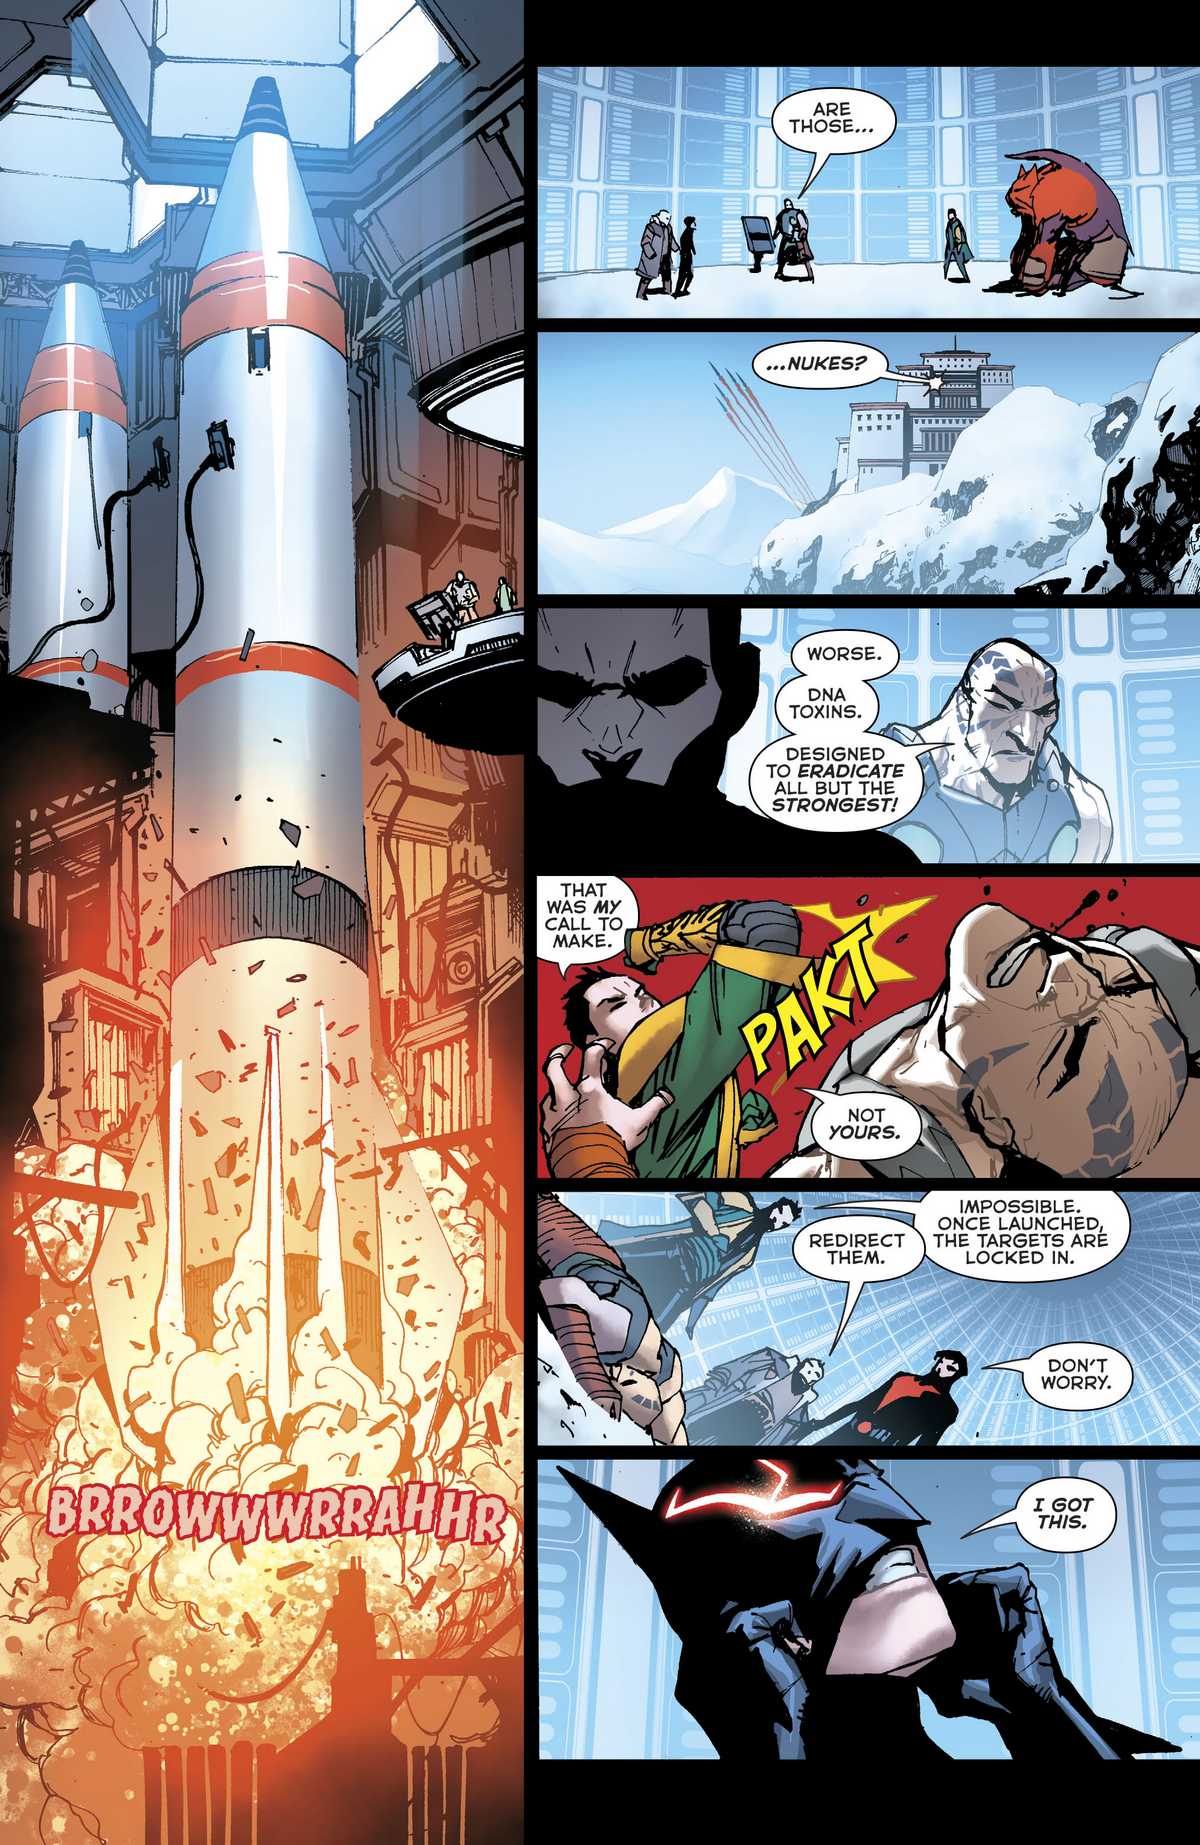 BRROWWWRRAHHR
ARE
THOSE...
...NUKES?
WORSE.
DNA
TOXINS.
DESIGNED
TO ERADICATE
ALL BUT THE
STRONGEST!
THAT
WAS MY
CALL TO
MAKE.
PAKT
NOT
YOURS.
REDIRECT
THEM.
IMPOSSIBLE.
ONCE LAUNCHED,
THE TARGETS ARE
LOCKED IN.
DON'T
WORRY.
I GOT
THIS.